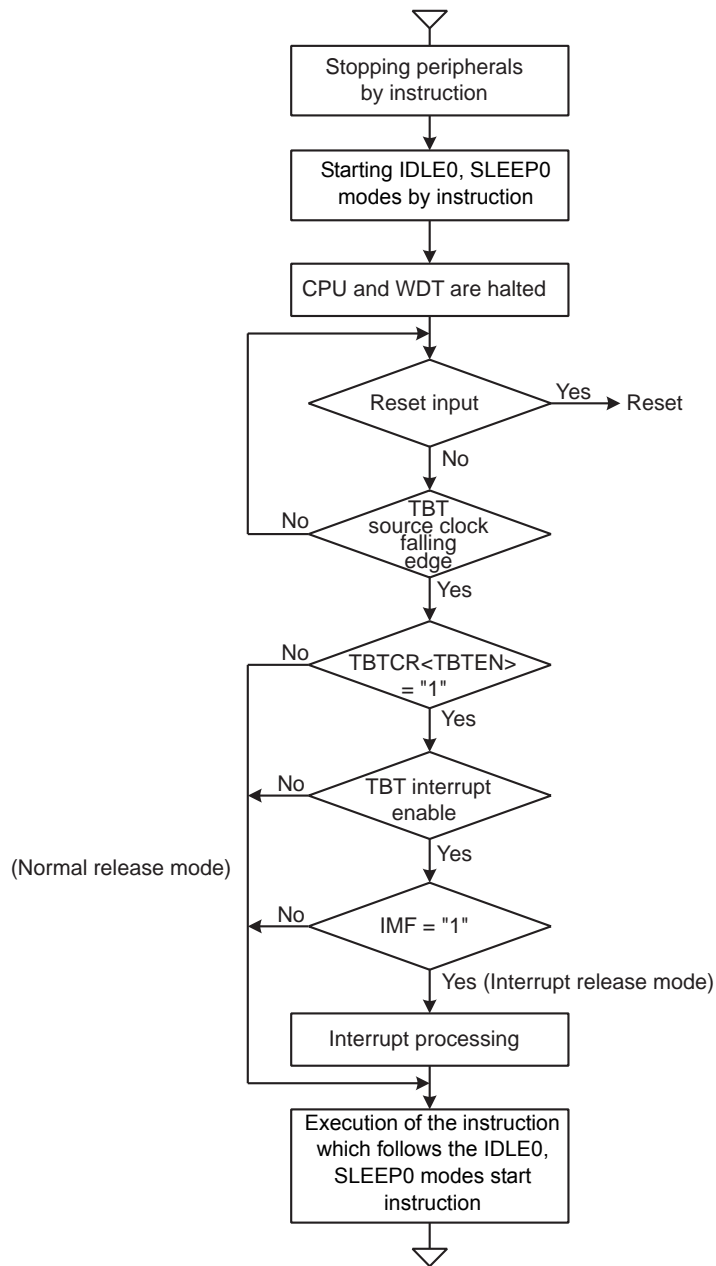 Stopping peripherals
by instruction
Starting IDLE0, SLEEP0
modes by instruction
CPU and WDT are halted
Reset input
Yes
Reset
No
No
TBT
source clock
falling
edge
Yes
No
TBTCR<TBTEN>
= "1"
Yes
No
TBT interrupt
enable
Yes
(Normal release mode)
No
IMF = "1"
Yes (Interrupt release mode)
Interrupt processing
Execution of the instruction
which follows the IDLE0,
SLEEP0 modes start
instruction